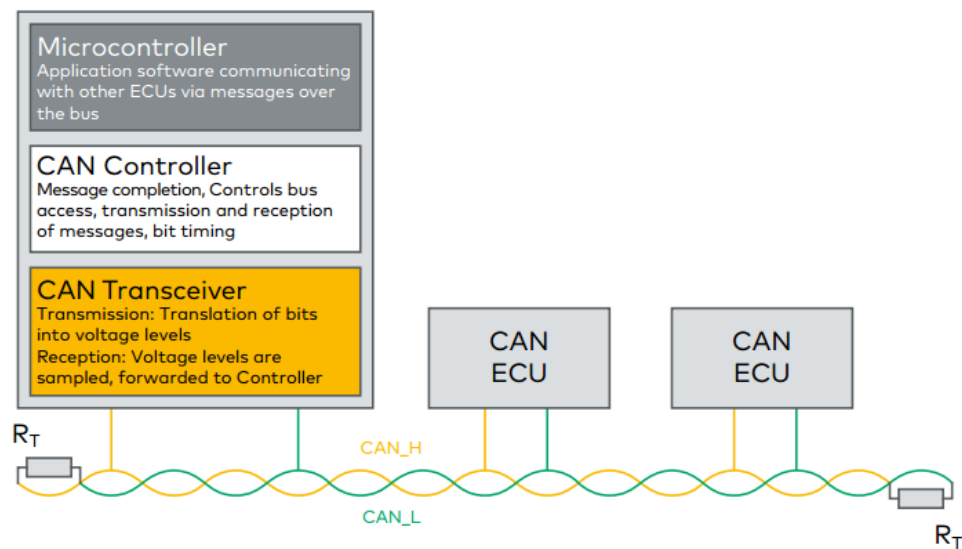 Microcontroller
Application software communicating
with other ECUs via messages over
the bus
CAN Controller
Message completion, Controls bus
access, transmission and reception
of messages, bit timing
CAN Transceiver
Transmission: Translation of bits
into voltage levels
Reception: Voltage levels are
sampled, forwarded to Controller
CAN
ECU
CAN
ECU
RT
CAN_H
CAN_L
RT